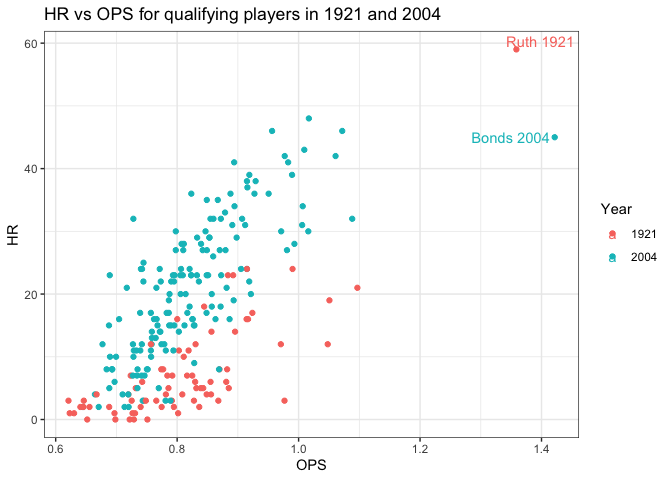 HR vs OPS for qualifying players in 1921 and 2004
60
Ruth 1921
Bonds 2004
40
HR
Year
a 1921
a 2004
20
0
0.6 0.8 1.0 1.2 1.4
OPS